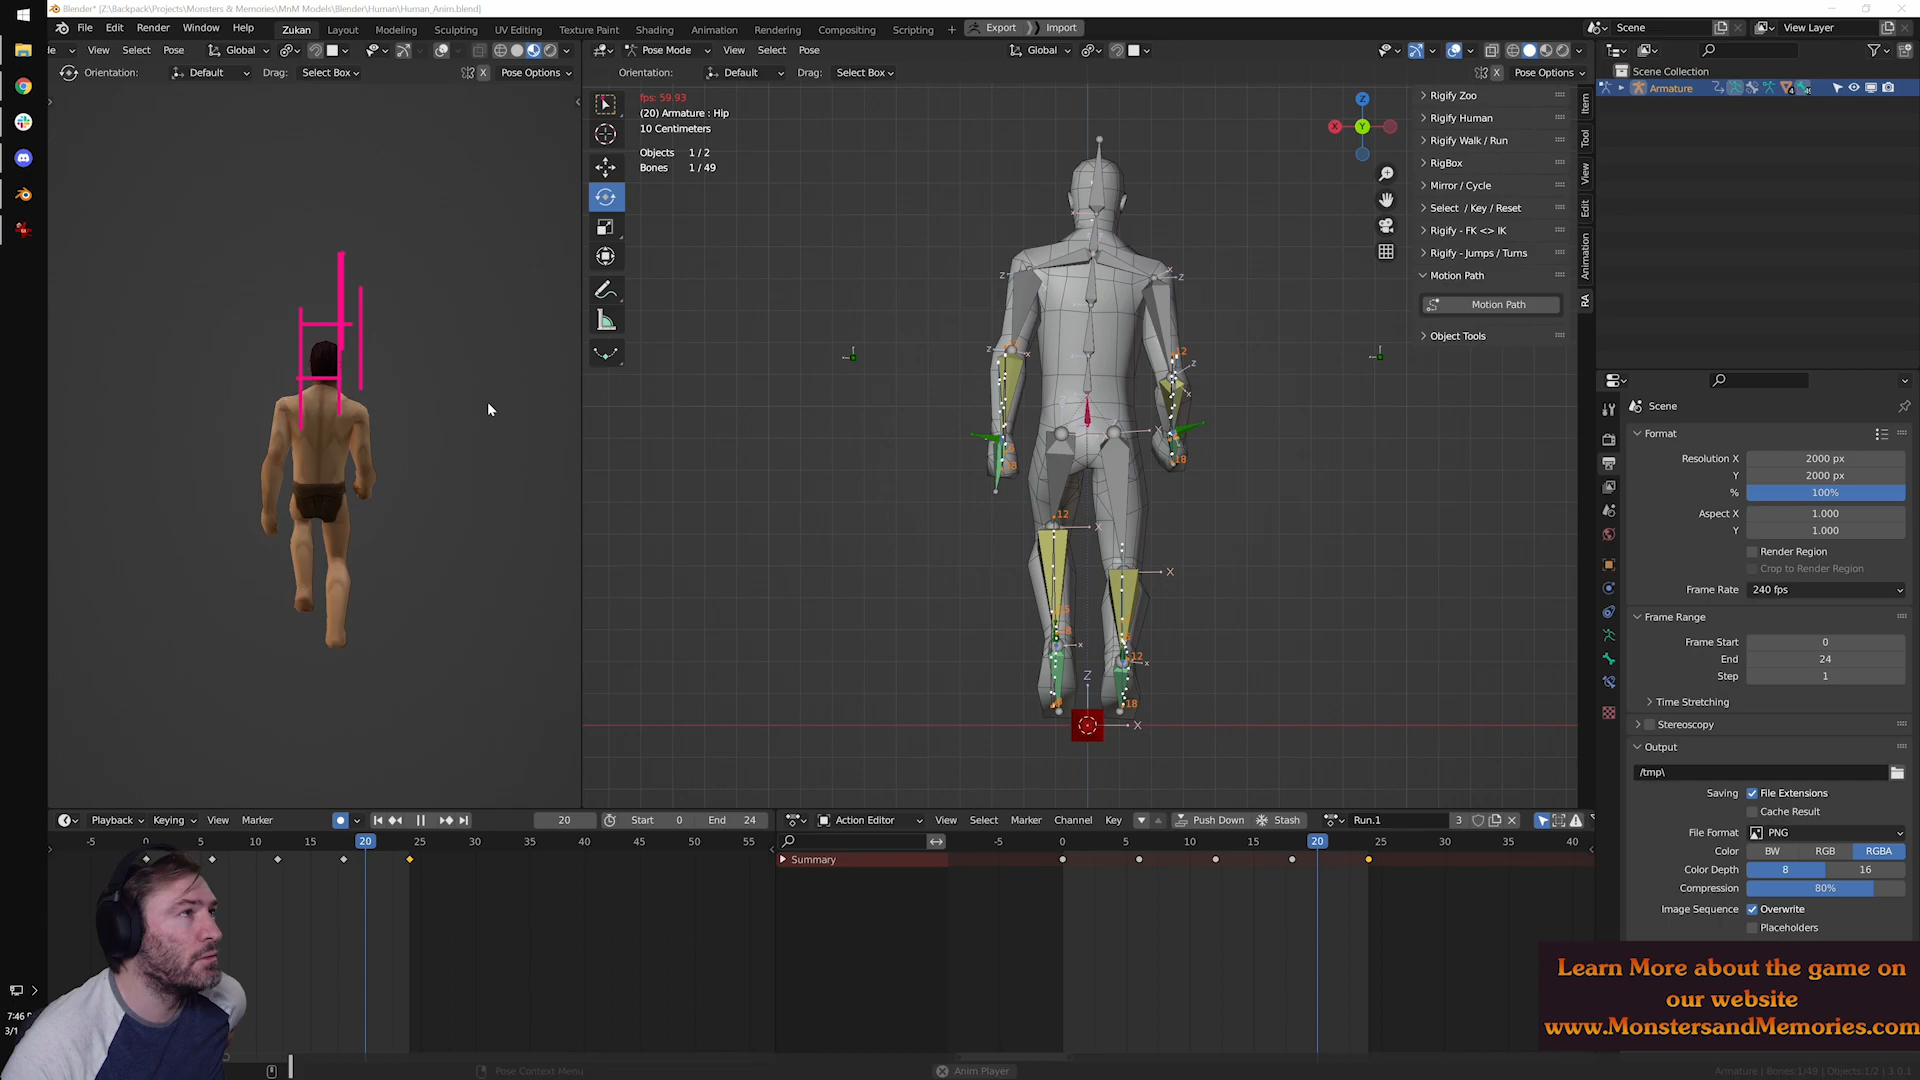 Blender* [Z:\Backpack\Projects\Monsters & Memories\MnM Models\Blender\Human\Human_Anim.blend]
File Edit Render Window Help Zukan Layout Modeling Sculpting UV Editing Texture Paint Shading Animation Rendering Compositing Scripting + Export Import Scene View Layer
View Select Pose Global Pose Mode View Select Pose Global
Orientation: Default Drag: Select Box X Pose Options Orientation: Default Drag: Select Box X Pose Options
Scene Collection
Armature
fps: 59.93
(20) Armature : Hip
10 Centimeters
Objects 1 / 2
Bones 1 / 49
Rigify Zoo
Rigify Human
Rigify Walk / Run
RigBox
Mirror / Cycle
Select / Key / Reset
Rigify - FK <> IK
Rigify - Jumps / Turns
Motion Path
Motion Path
Object Tools
Item
Tool
View
Edit
Animation
RA
Scene
Format
Resolution X 2000 px
Y 2000 px
% 100%
Aspect X 1.000
Y 1.000
Render Region
Crop to Render Region
Frame Rate 240 fps
Frame Range
Frame Start 0
End 24
Step 1
Time Stretching
Stereoscopy
Output
/tmp\
Saving File Extensions
Cache Result
File Format PNG
Color BW RGB RGBA
Color Depth 8 16
Compression 80%
Image Sequence Overwrite
Placeholders
Playback Keying View Marker 20 Start 0 End 24
-5 0 5 20 25 30 35 40 45 50 55
Action Editor View Select Marker Channel Key Push Down Stash Run.1 3
-5 0 5 10 15 20 25 30 35 40
Summary
Learn More about the game on
our website
www.MonstersandMemories.com
7:46 P
3/1
Pose Context Menu Anim Player Armature | Bones:1/49 | Objects:1/2 | 3.0.1